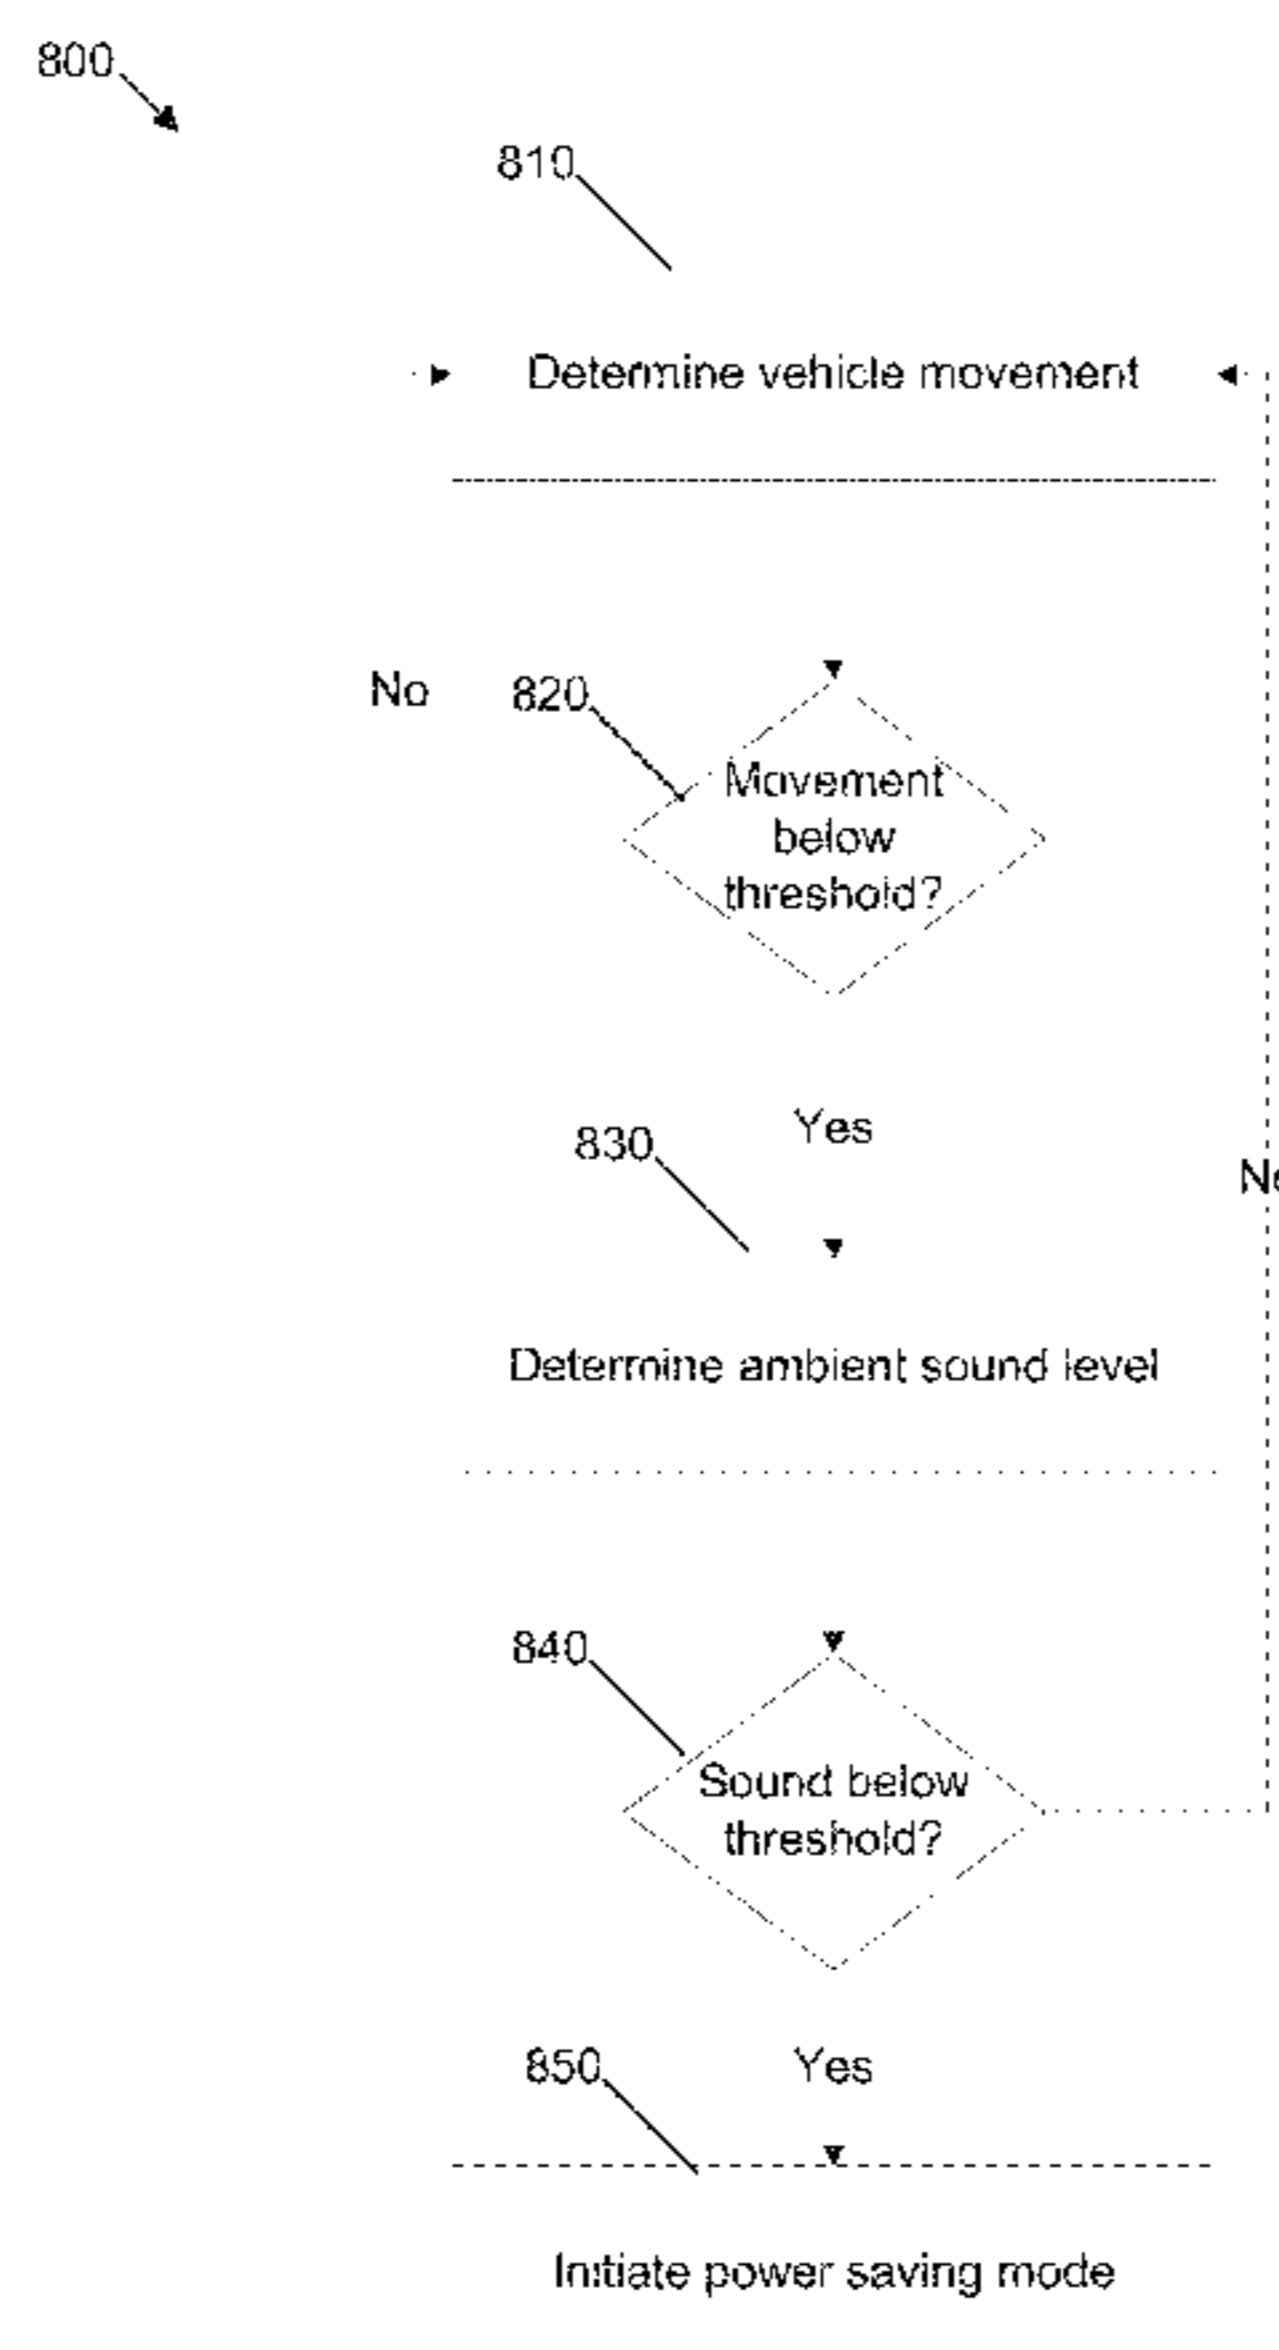 800
810
Determine vehicle movement
No
820
Movement
below
threshold?
Yes
830
Determine ambient sound level
840
Sound below
threshold?
Yes
850
Initiate power saving mode